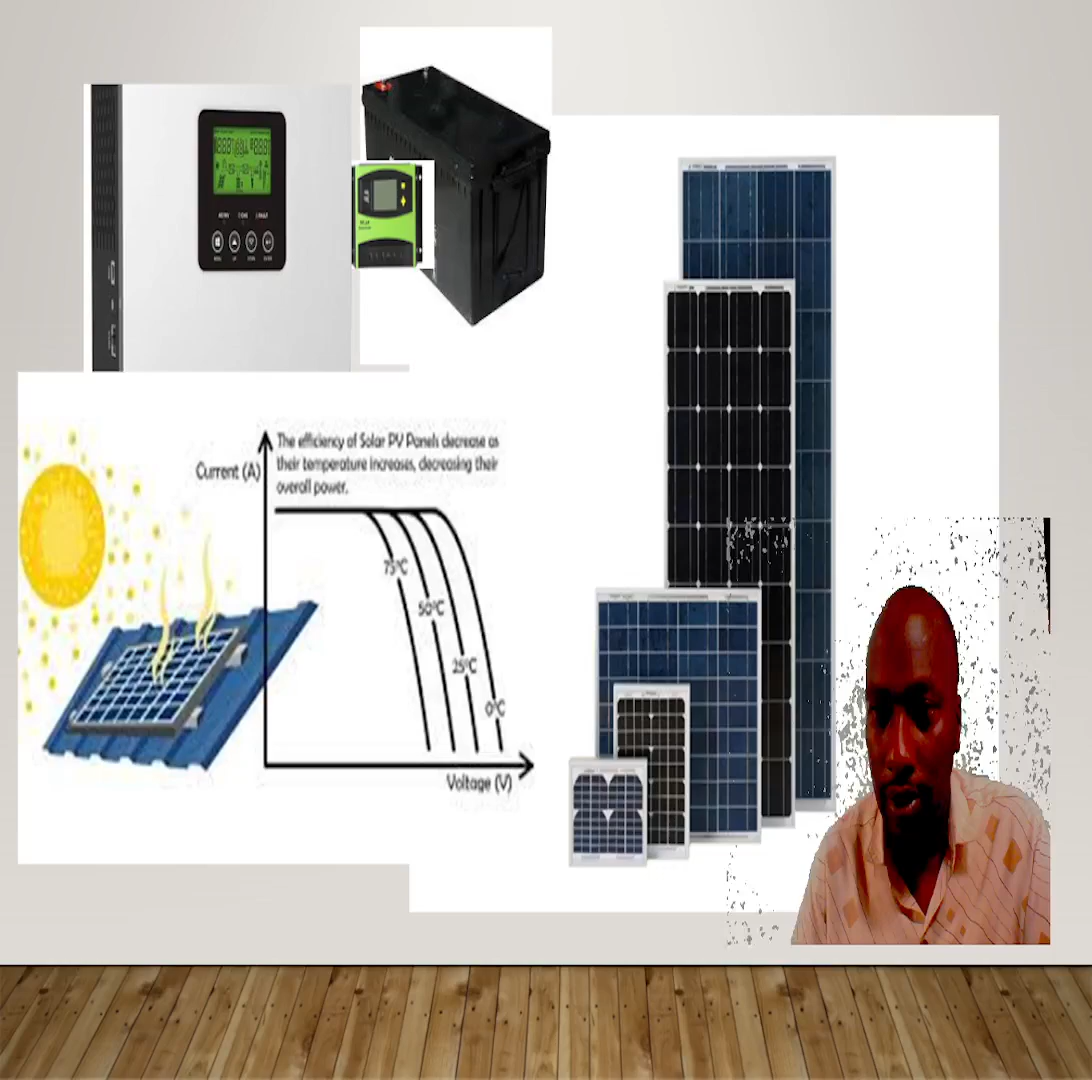 The efficiency of Solar PV Panels decrease as
their temperature increases, decreasing their
overall power.
Current (A)
75°C
50°C
25°C
0°C
Voltage (V)